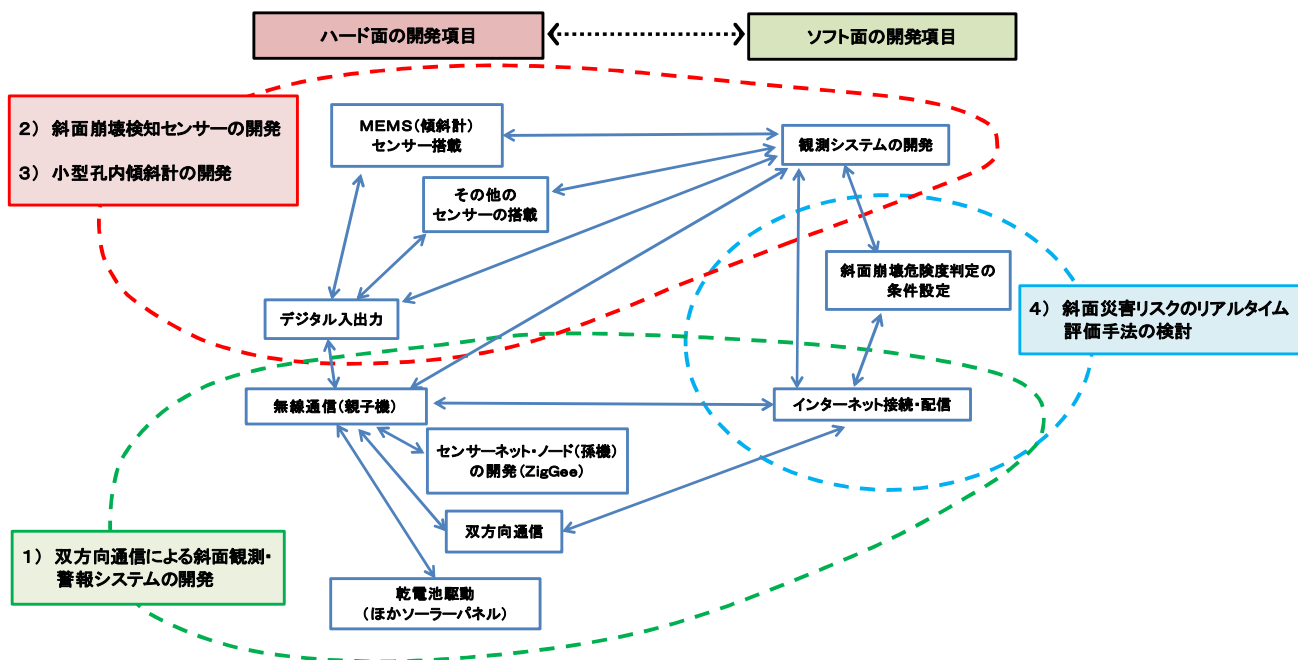 ハード面の開発項目
ソフト面の開発項目
2) 斜面崩壊検知センサーの開発
3) 小型孔内傾斜計の開発
MEMS(傾斜計)
センサー搭載
観測システムの開発
その他の
センサーの搭載
斜面崩壊危険度判定の
条件設定
4) 斜面災害リスクのリアルタイム
評価手法の検討
デジタル入出力
無線通信(親子機)
インターネット接続・配信
センサーネット・ノード(孫機)
の開発(ZigGee)
双方向通信
1) 双方向通信による斜面観測・
警報システムの開発
乾電池駆動
(ほかソーラーパネル)